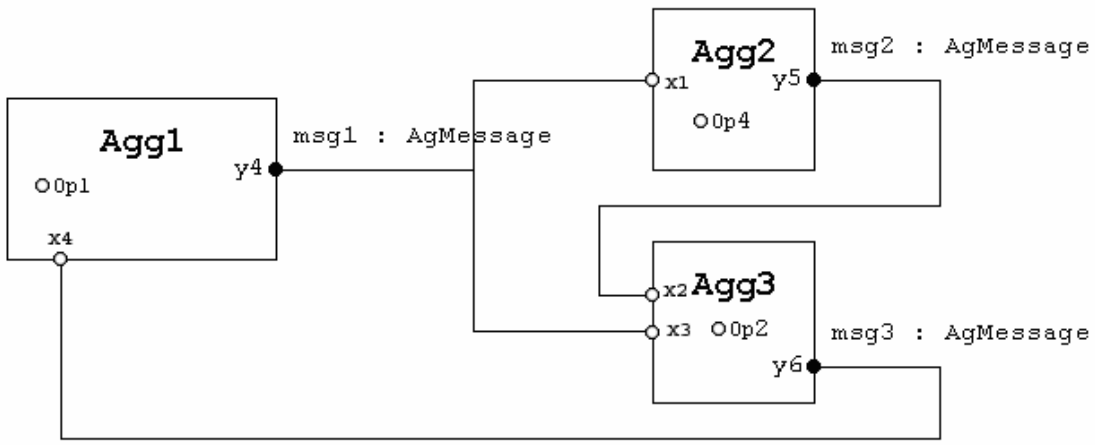 Agg1
Op1
x4
y4
msg1 : AgMessage
Agg2
x1
y5
Op4
msg2 : AgMessage
Agg3
x2
x3
Op2
y6
msg3 : AgMessage